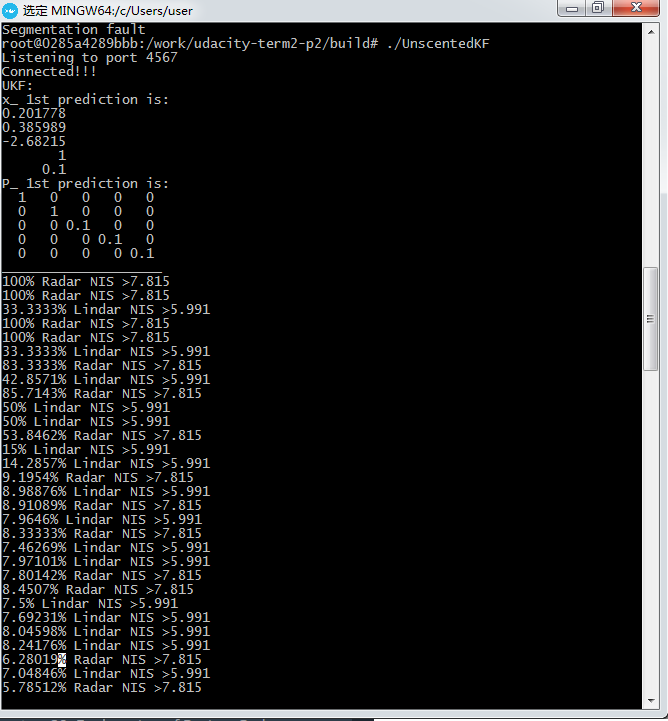 选定 MINGW64:/c/Users/user
Segmentation fault
root@0285a4289bbb:/work/udacity-term2-p2/build# ./UnscentedKF
Listening to port 4567
Connected!!!
UKF:
x_ 1st prediction is:
0.201778
0.385989
-2.68215
1
0.1
P_ 1st prediction is:
1 0 0 0 0
0 1 0 0 0
0 0 0.1 0 0
0 0 0 0.1 0
0 0 0 0 0.1
____________________
100% Radar NIS >7.815
100% Radar NIS >7.815
33.3333% Lindar NIS >5.991
100% Radar NIS >7.815
100% Radar NIS >7.815
33.3333% Lindar NIS >5.991
83.3333% Radar NIS >7.815
42.8571% Lindar NIS >5.991
85.7143% Radar NIS >7.815
50% Lindar NIS >5.991
50% Lindar NIS >5.991
53.8462% Radar NIS >7.815
15% Lindar NIS >5.991
14.2857% Lindar NIS >5.991
9.1954% Radar NIS >7.815
8.98876% Lindar NIS >5.991
8.91089% Radar NIS >7.815
7.9646% Lindar NIS >5.991
8.33333% Radar NIS >7.815
7.46269% Lindar NIS >5.991
7.97101% Lindar NIS >5.991
7.80142% Radar NIS >7.815
8.4507% Radar NIS >7.815
7.5% Lindar NIS >5.991
7.69231% Lindar NIS >5.991
8.04598% Lindar NIS >5.991
8.24176% Lindar NIS >5.991
6.28019% Radar NIS >7.815
7.04846% Lindar NIS >5.991
5.78512% Radar NIS >7.815